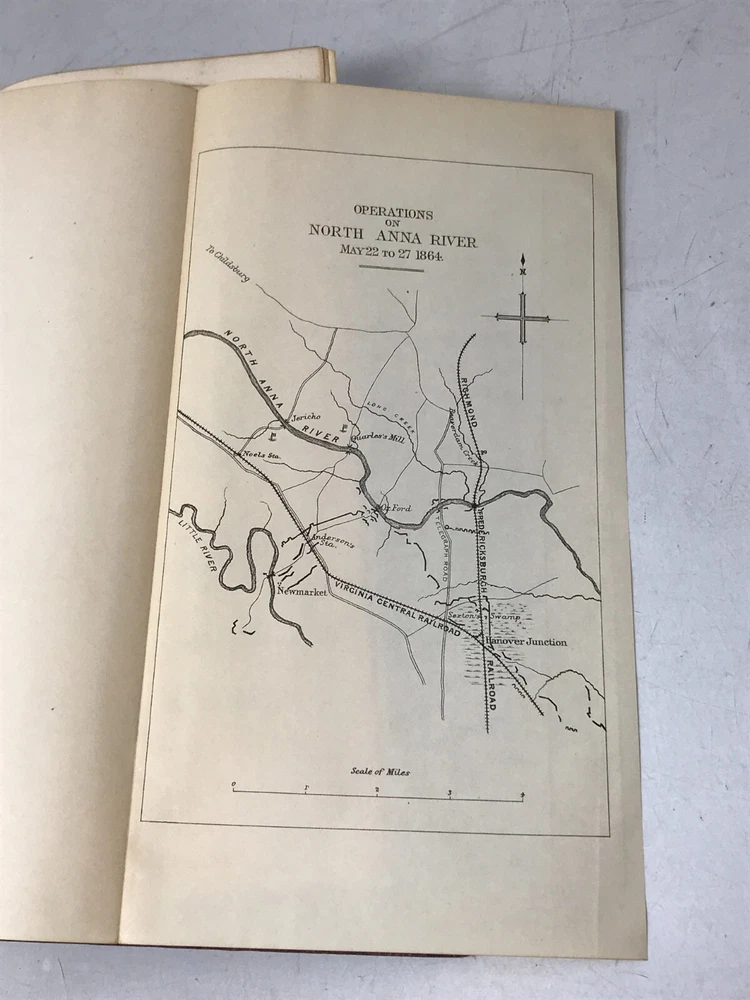 OPERATIONS
ON
NORTH ANNA RIVER
MAY 22 TO 27 1864.
To Childsburg
N
NORTH ANNA RIVER
RICHMOND & FREDERICKSBURGH RAILROAD
LONG CREEK
Beaverdam Creek
Jericho
Quarles's Mill
Noels Sta.
Ox Ford
TELEGRAPH ROAD
LITTLE RIVER
Anderson's
Sta.
Newmarket
VIRGINIA CENTRAL RAILROAD
Sexton's Swamp
Hanover Junction
Scale of Miles
0 1 2 3 4